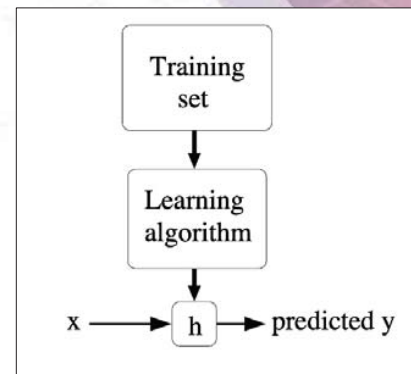 Training
set
Learning
algorithm
x
h
predicted y